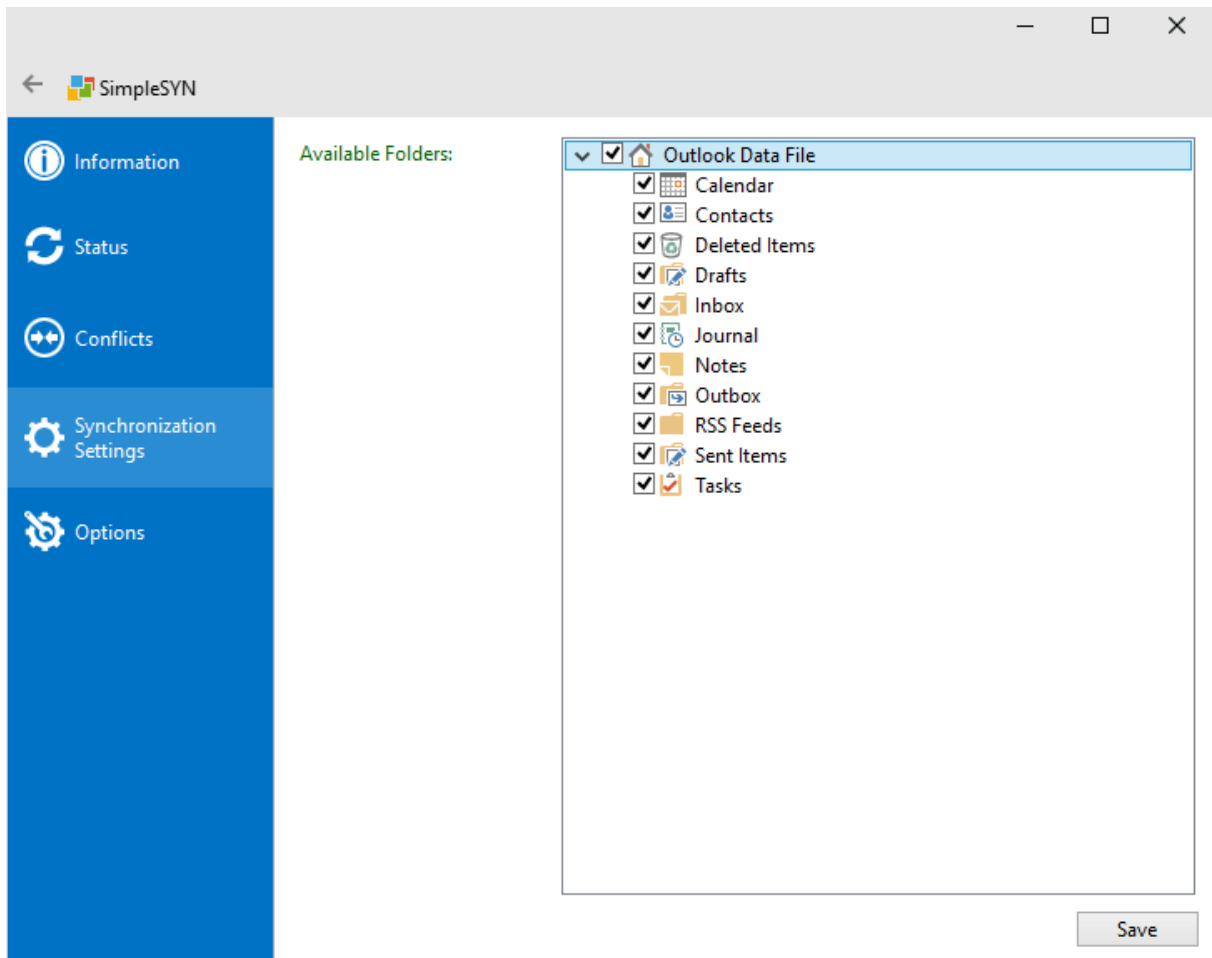 SimpleSYN
Information
Status
Conflicts
Synchronization
Settings
Options
Available Folders:
Outlook Data File
Calendar
Contacts
Deleted Items
Drafts
Inbox
Journal
Notes
Outbox
RSS Feeds
Sent Items
Tasks
Save